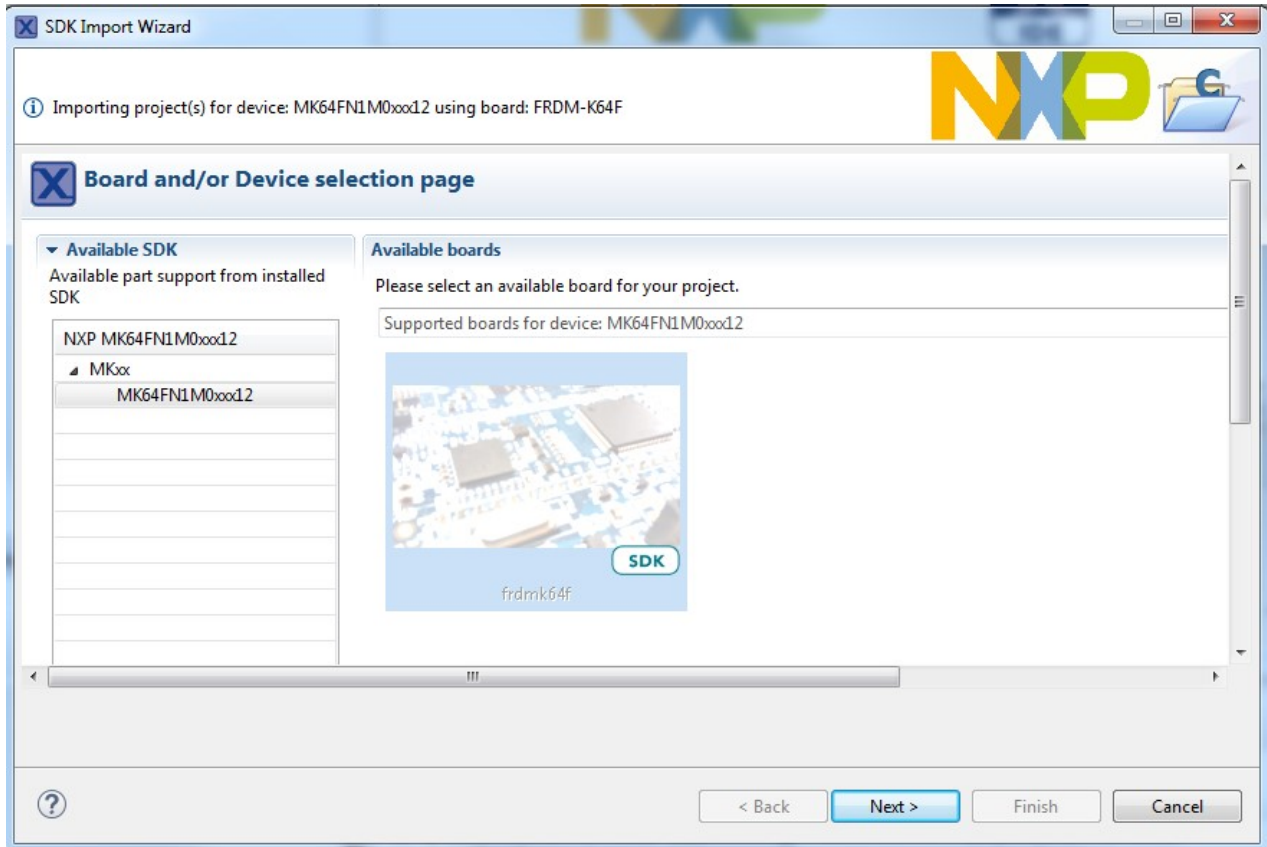 SDK Import Wizard
NXP
C
Importing project(s) for device: MK64FN1M0xxx12 using board: FRDM-K64F
X Board and/or Device selection page
Available SDK
Available part support from installed
SDK
NXP MK64FN1M0xxx12
MKxx
MK64FN1M0xxx12
Available boards
Please select an available board for your project.
Supported boards for device: MK64FN1M0xxx12
SDK
frdmk64f
< Back
Next >
Finish
Cancel